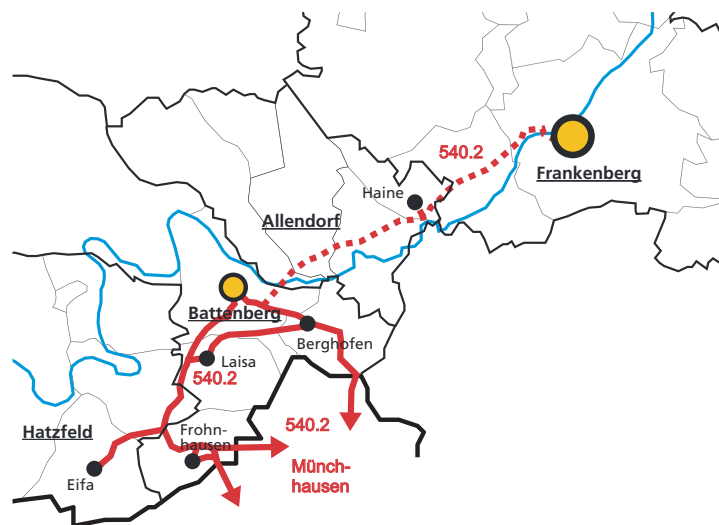 540.2
Frankenberg
Haine
Allendorf
Battenberg
Berghofen
Laisa
540.2
540.2
Hatzfeld
Frohn-
hausen
Münch-
hausen
Eifa